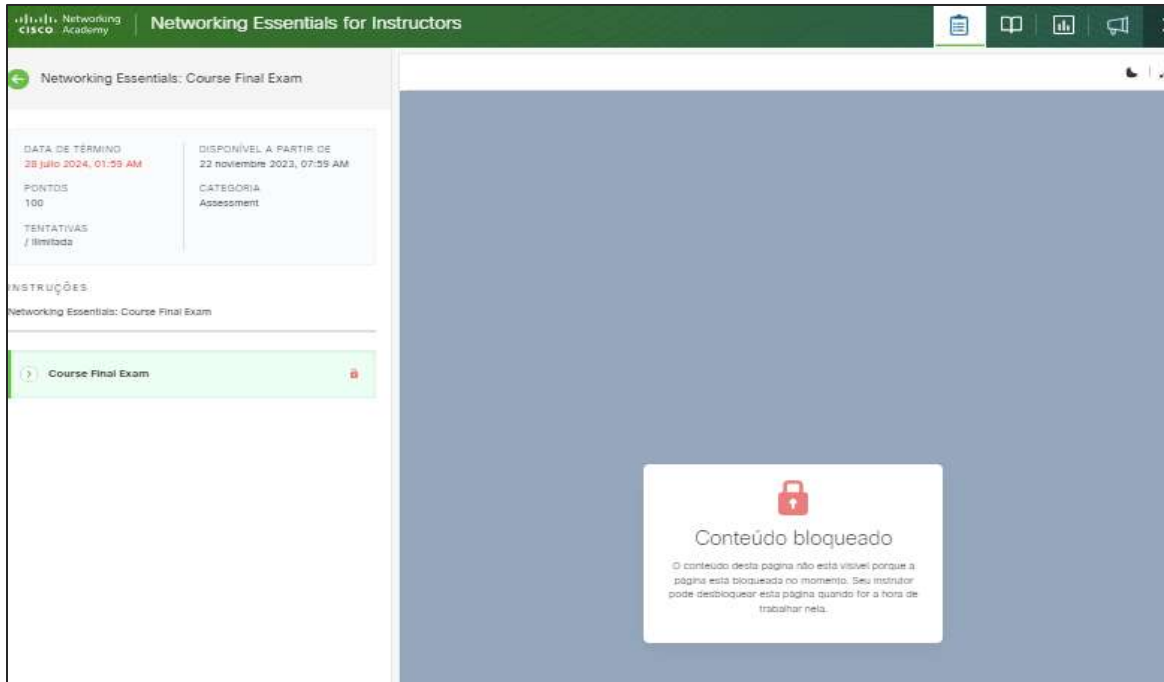 Networking
CISCO Academy
Networking Essentials for Instructors
Networking Essentials: Course Final Exam
DATA DE TÉRMINO
28 julio 2024, 01:59 AM
DISPONÍVEL A PARTIR DE
22 noviembre 2023, 07:59 AM
PONTOS
100
CATEGORIA
Assessment
TENTATIVAS
/ Ilimitada
INSTRUÇÕES
Networking Essentials: Course Final Exam
Course Final Exam
Conteúdo bloqueado
O conteúdo desta página não está visível porque a
página está bloqueada no momento. Seu instrutor
pode desbloquear esta página quando for a hora de
trabalhar nela.